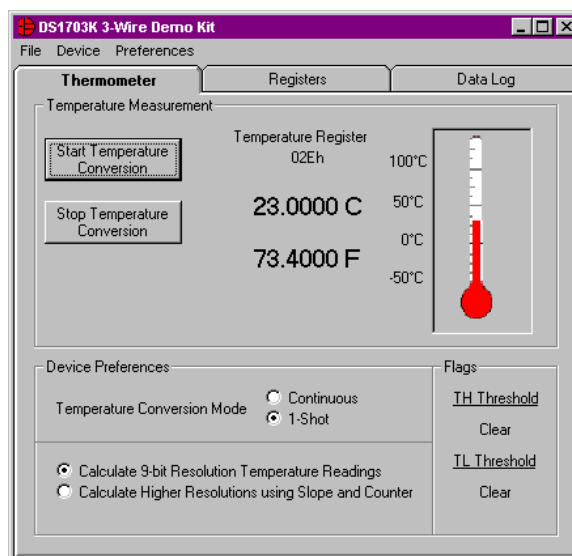 DS1703K 3-Wire Demo Kit
File Device Preferences
Thermometer Registers Data Log
Temperature Measurement
Start Temperature
Conversion
Stop Temperature
Conversion
Temperature Register
02Eh
23.0000 C
73.4000 F
100°C
50°C
0°C
-50°C
Device Preferences
Temperature Conversion Mode
Continuous
1-Shot
Calculate 9-bit Resolution Temperature Readings
Calculate Higher Resolutions using Slope and Counter
Flags
TH Threshold
Clear
TL Threshold
Clear